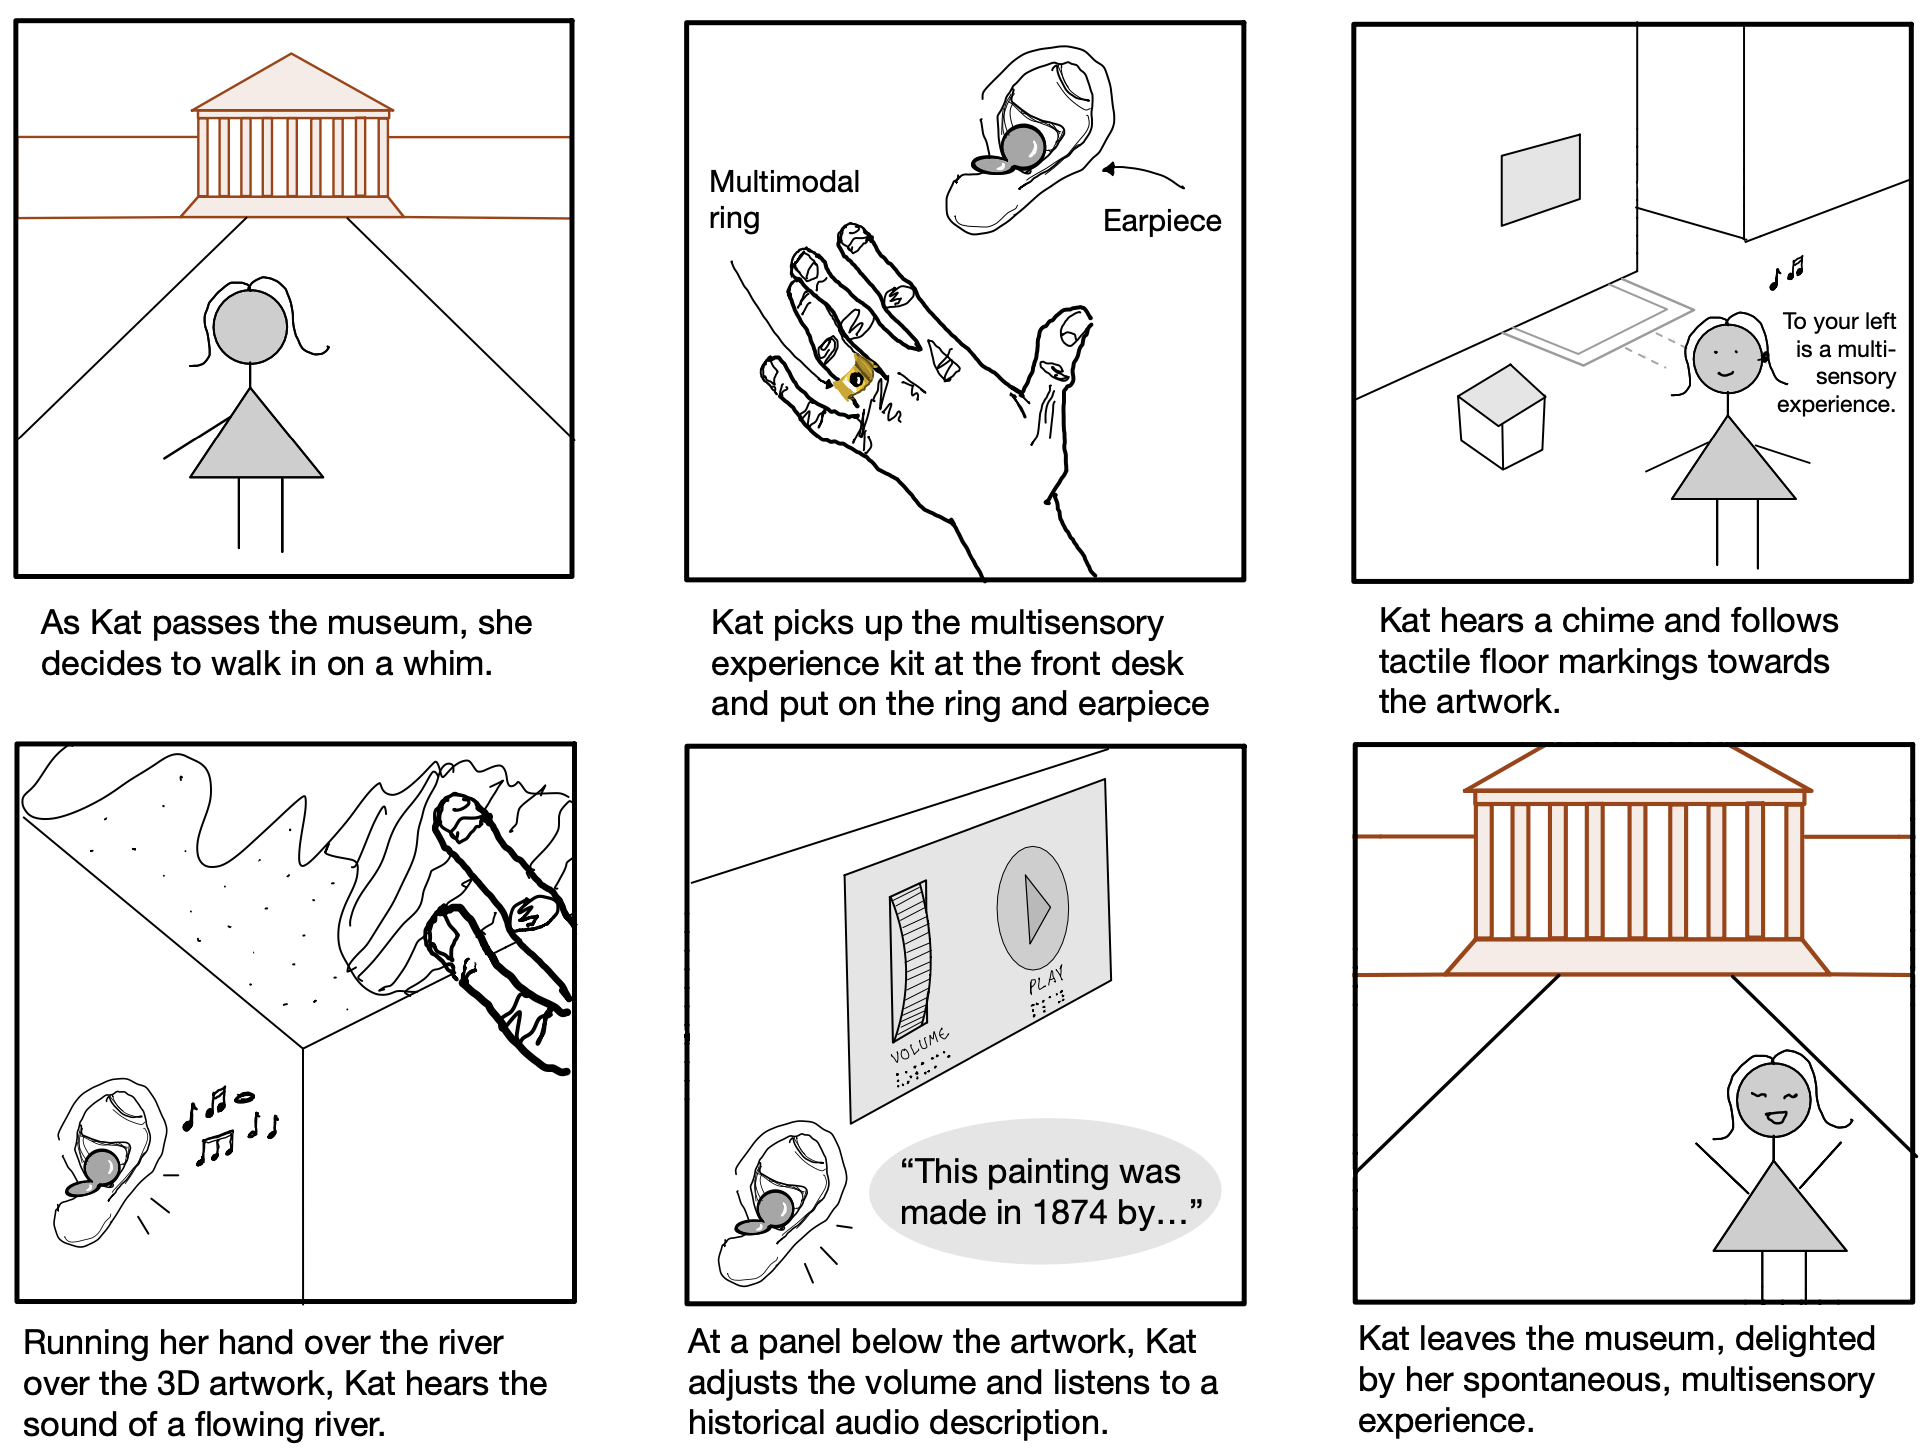 As Kat passes the museum, she
decides to walk in on a whim.
Multimodal
ring
Earpiece
Kat picks up the multisensory
experience kit at the front desk
and put on the ring and earpiece
To your left
is a multi-
sensory
experience.
Kat hears a chime and follows
tactile floor markings towards
the artwork.
Running her hand over the river
over the 3D artwork, Kat hears the
sound of a flowing river.
VOLUME
PLAY
“This painting was
made in 1874 by…”
At a panel below the artwork, Kat
adjusts the volume and listens to a
historical audio description.
Kat leaves the museum, delighted
by her spontaneous, multisensory
experience.